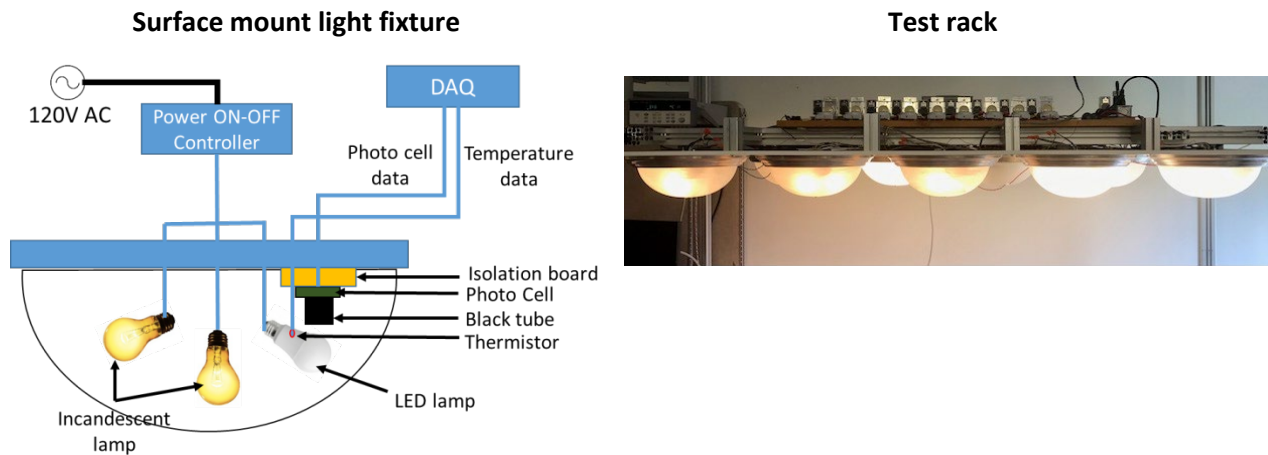 Surface mount light fixture
Test rack
120V AC
Power ON-OFF
Controller
DAQ
Photo cell
data
Temperature
data
Isolation board
Photo Cell
Black tube
Thermistor
LED lamp
Incandescent
lamp